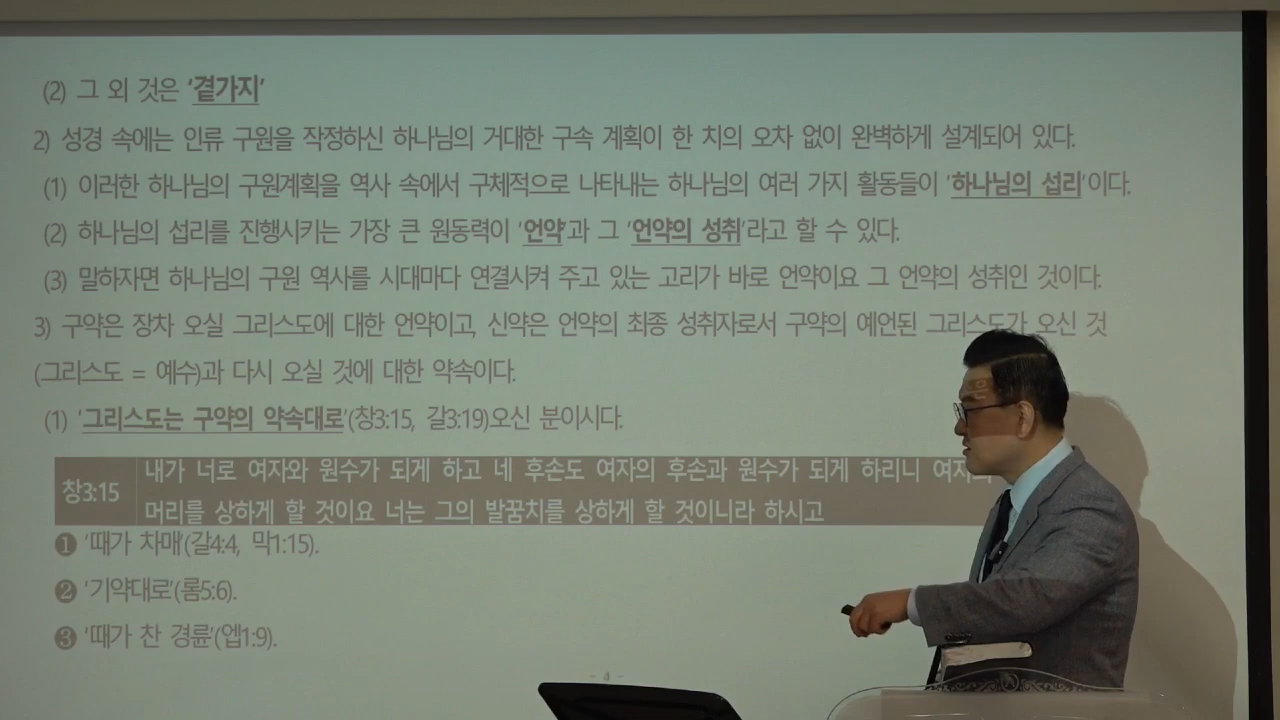 (2) 그 외 것은 '곁가지'
2) 성경 속에는 인류 구원을 작정하신 하나님의 거대한 구속 계획이 한 치의 오차 없이 완벽하게 설계되어 있다.
(1) 이러한 하나님의 구원계획을 역사 속에서 구체적으로 나타내는 하나님의 여러 가지 활동들이 '하나님의 섭리'이다.
(2) 하나님의 섭리를 진행시키는 가장 큰 원동력이 '언약'과 그 '언약의 성취'라고 할 수 있다.
(3) 말하자면 하나님의 구원 역사를 시대마다 연결시켜 주고 있는 고리가 바로 언약이요 그 언약의 성취인 것이다.
3) 구약은 장차 오실 그리스도에 대한 언약이고, 신약은 언약의 최종 성취자로서 구약의 예언된 그리스도가 오신 것
(그리스도 = 예수)과 다시 오실 것에 대한 약속이다.
(1) '그리스도는 구약의 약속대로'(창3:15, 갈3:19)오신 분이시다.
창3:15
내가 너로 여자와 원수가 되게 하고 네 후손도 여자의 후손과 원수가 되게 하리니
머리를 상하게 할 것이요 너는 그의 발꿈치를 상하게 할 것이니라 하시고
❶ '때가 차매'(갈4:4, 막1:15).
❷ '기약대로'(롬5:6).
❸ '때가 찬 경륜'(엡1:9).
- 4 -